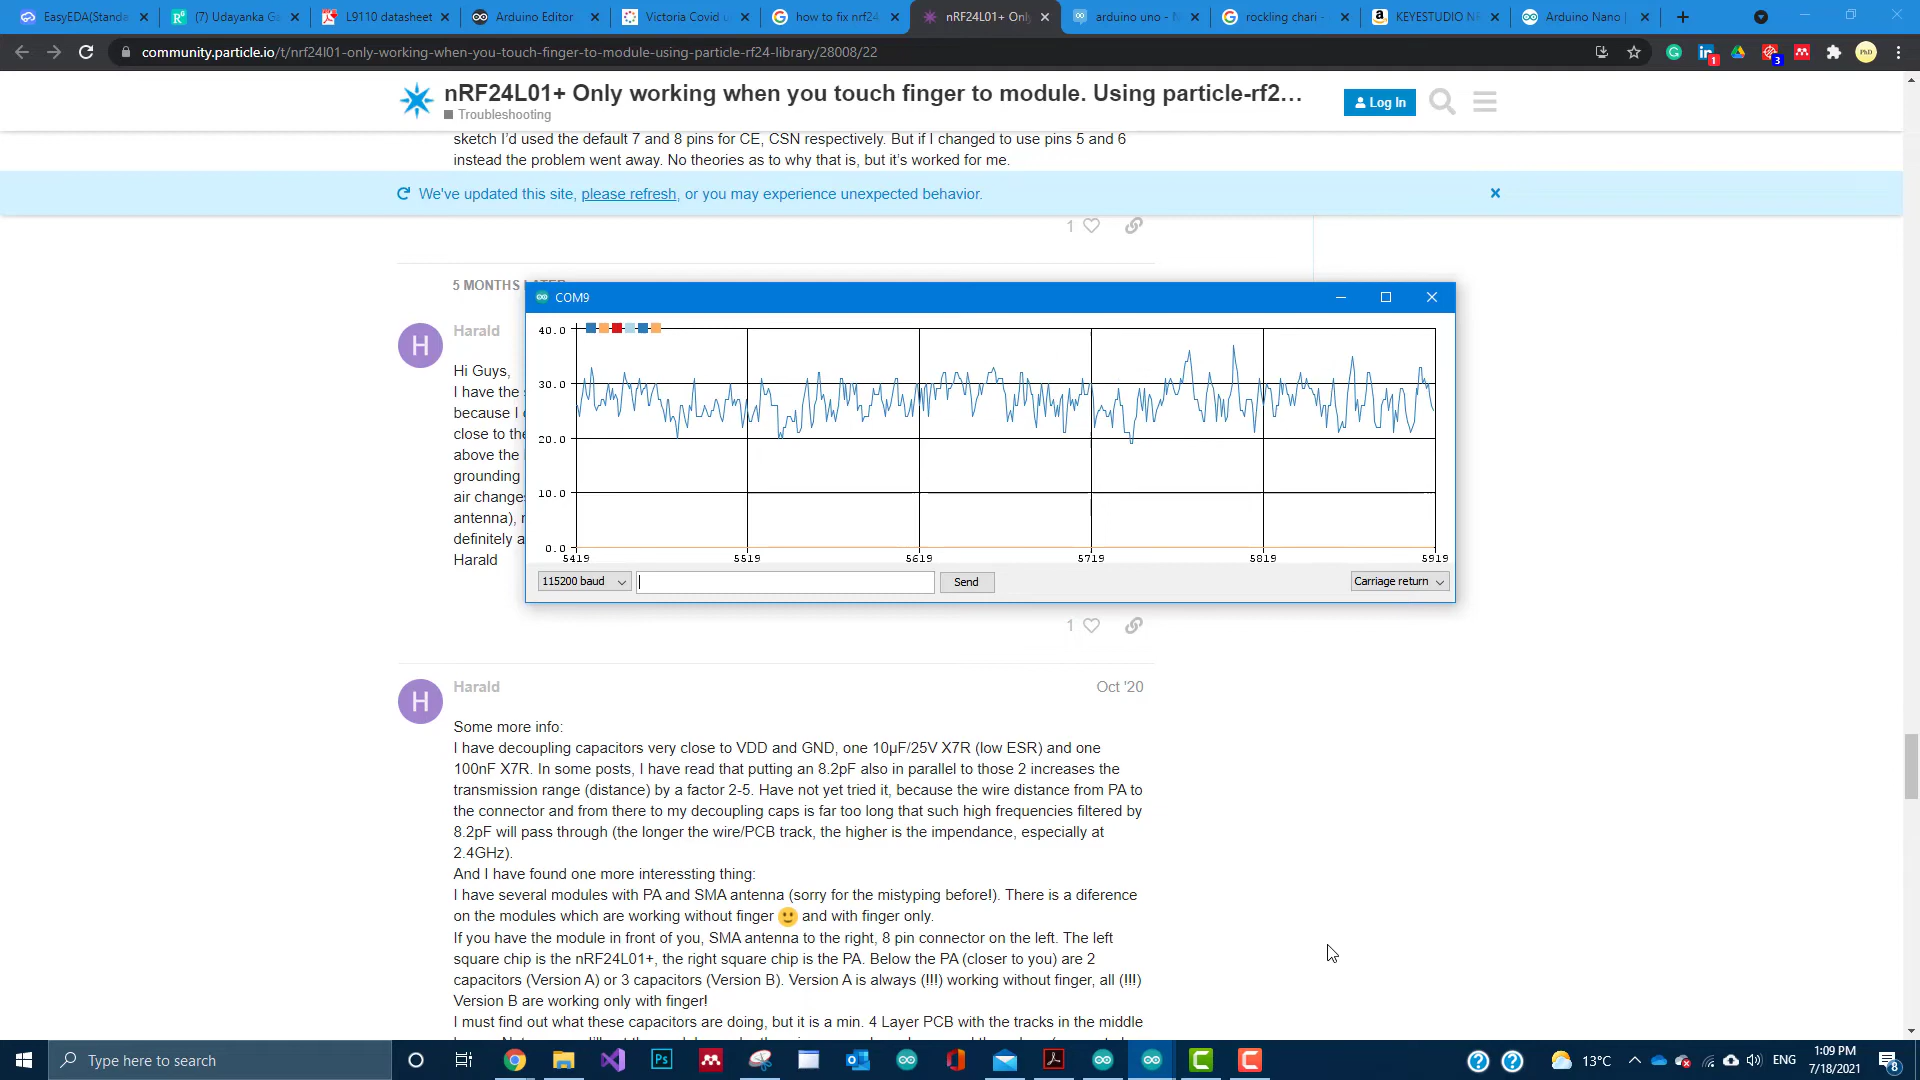 EasyEDA(Standa
(7) Udayanka Ga
L9110 datasheet
Arduino Editor
Victoria Covid u
how to fix nrf24
nRF24L01+ Onl
arduino uno - N
rockling chari -
KEYESTUDIO NR
Arduino Nano |
community.particle.io/t/nrf24l01-only-working-when-you-touch-finger-to-module-using-particle-rf24-library/28008/22
nRF24L01+ Only working when you touch finger to module. Using particle-rf2...
Troubleshooting
Log In
sketch I'd used the default 7 and 8 pins for CE, CSN respectively. But if I changed to use pins 5 and 6
instead the problem went away. No theories as to why that is, but it's worked for me.
We've updated this site, please refresh, or you may experience unexpected behavior.
1
5 MONTHS LATER
H
Harald
Hi Guys,
I have the
because I
close to the
above the
grounding
air change
antenna),
definitely a
Harald
COM9
40.0
30.0
20.0
10.0
0.0
5419
5519
5619
5719
5819
5919
115200 baud
Send
Carriage return
1
H
Harald
Oct '20
Some more info:
I have decoupling capacitors very close to VDD and GND, one 10µF/25V X7R (low ESR) and one
100nF X7R. In some posts, I have read that putting an 8.2pF also in parallel to those 2 increases the
transmission range (distance) by a factor 2-5. Have not yet tried it, because the wire distance from PA to
the connector and from there to my decoupling caps is far too long that such high frequencies filtered by
8.2pF will pass through (the longer the wire/PCB track, the higher is the impendance, especially at
2.4GHz).
And I have found one more interessting thing:
I have several modules with PA and SMA antenna (sorry for the mistyping before!). There is a diference
on the modules which are working without finger 🙂 and with finger only.
If you have the module in front of you, SMA antenna to the right, 8 pin connector on the left. The left
square chip is the nRF24L01+, the right square chip is the PA. Below the PA (closer to you) are 2
capacitors (Version A) or 3 capacitors (Version B). Version A is always (!!!) working without finger, all (!!!)
Version B are working only with finger!
I must find out what these capacitors are doing, but it is a min. 4 Layer PCB with the tracks in the middle
Type here to search
13°C
ENG
1:09 PM
7/18/2021
8